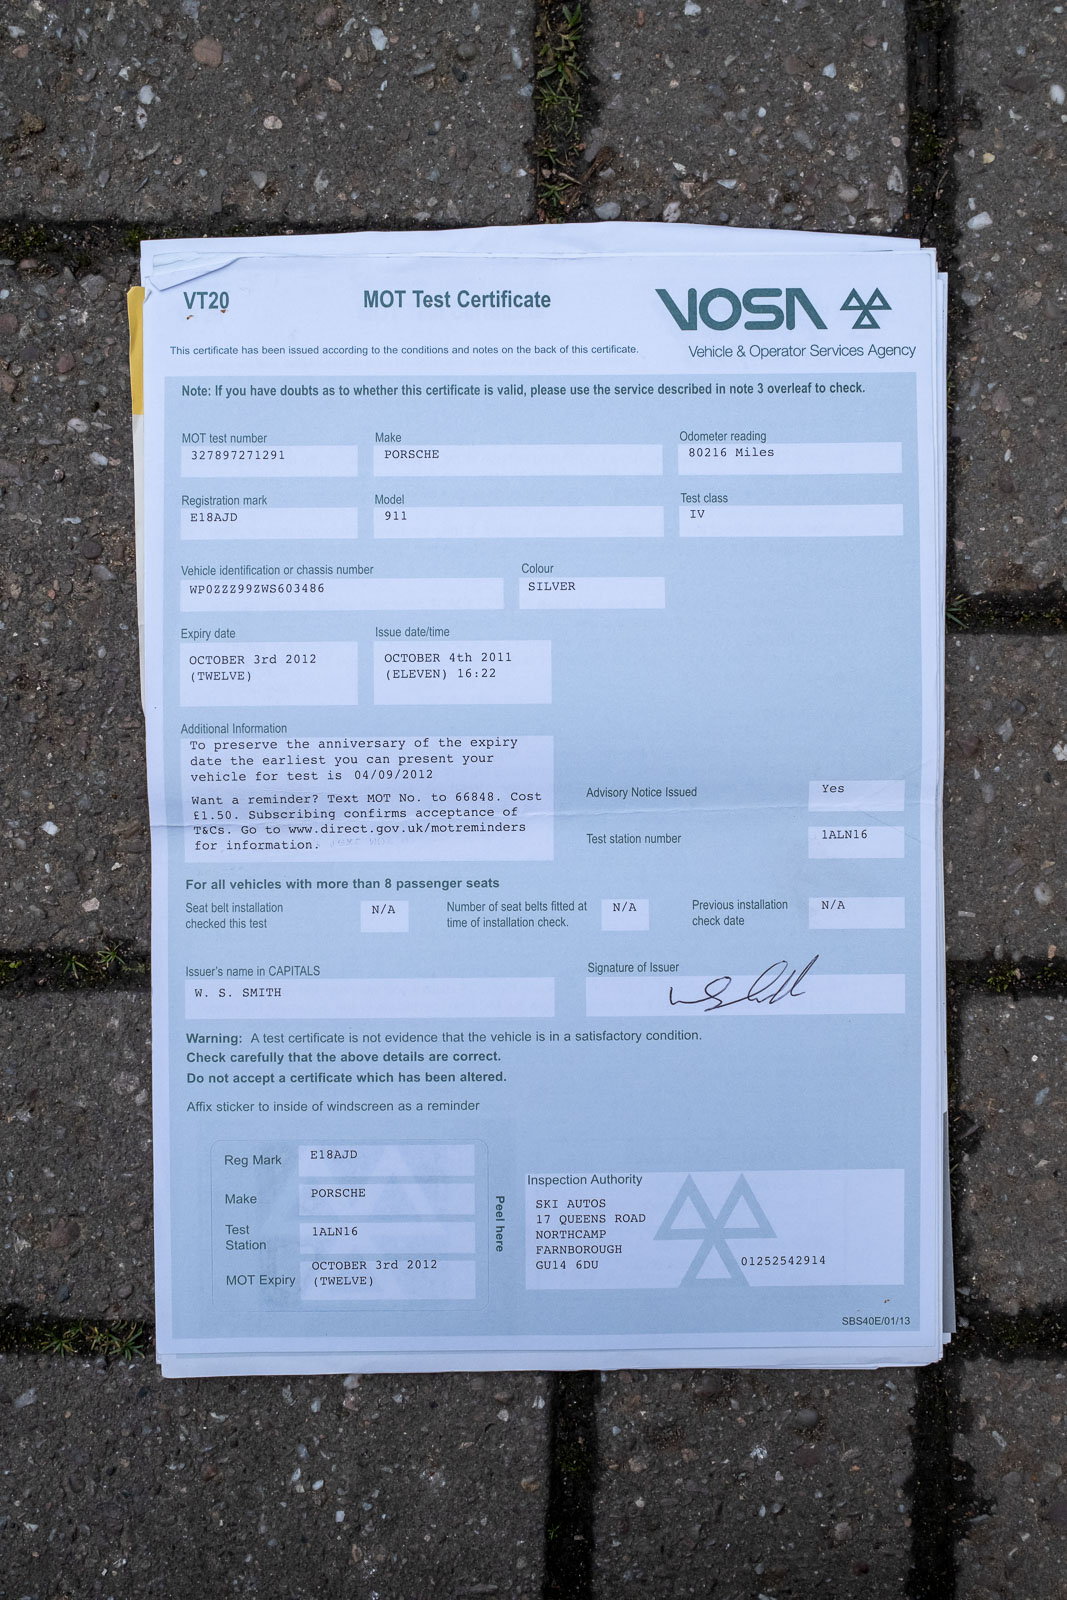 VT20
MOT Test Certificate
VOSA
Vehicle & Operator Services Agency
This certificate has been issued according to the conditions and notes on the back of this certificate.
Note: If you have doubts as to whether this certificate is valid, please use the service described in note 3 overleaf to check.
MOT test number
327897271291
Make
PORSCHE
Odometer reading
80216 Miles
Registration mark
E18AJD
Model
911
Test class
IV
Vehicle identification or chassis number
WP0ZZZ99ZWS603486
Colour
SILVER
Expiry date
OCTOBER 3rd 2012
(TWELVE)
Issue date/time
OCTOBER 4th 2011
(ELEVEN) 16:22
Additional Information
To preserve the anniversary of the expiry
date the earliest you can present your
vehicle for test is 04/09/2012
Want a reminder? Text MOT No. to 66848. Cost
£1.50. Subscribing confirms acceptance of
T&Cs. Go to www.direct.gov.uk/motreminders
for information.
Advisory Notice Issued
Yes
Test station number
1ALN16
For all vehicles with more than 8 passenger seats
Seat belt installation
checked this test
N/A
Number of seat belts fitted at
time of installation check.
N/A
Previous installation
check date
N/A
Issuer's name in CAPITALS
W. S. SMITH
Signature of Issuer
Warning: A test certificate is not evidence that the vehicle is in a satisfactory condition.
Check carefully that the above details are correct.
Do not accept a certificate which has been altered.
Affix sticker to inside of windscreen as a reminder
Reg Mark
E18AJD
Make
PORSCHE
Test
Station
1ALN16
MOT Expiry
OCTOBER 3rd 2012
(TWELVE)
Peel here
Inspection Authority
SKI AUTOS
17 QUEENS ROAD
NORTHCAMP
FARNBOROUGH
GU14 6DU
01252542914
SBS40E/01/13